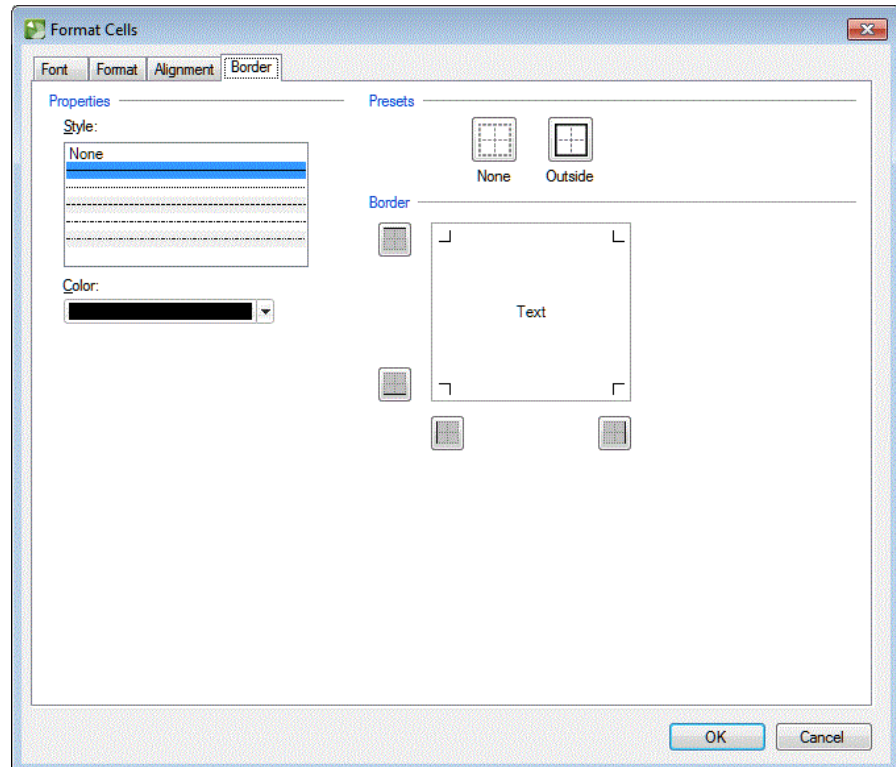 Format Cells
Font Format Alignment Border
Properties
Style:
None
Color:
Presets
None Outside
Border
Text
OK Cancel